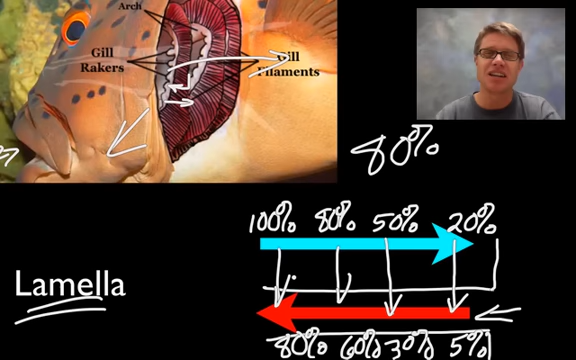 Arch
Gill Rakers
Gill Filaments
80%
100% 80% 50% 20%
Lamella
80% 60% 30% 5%